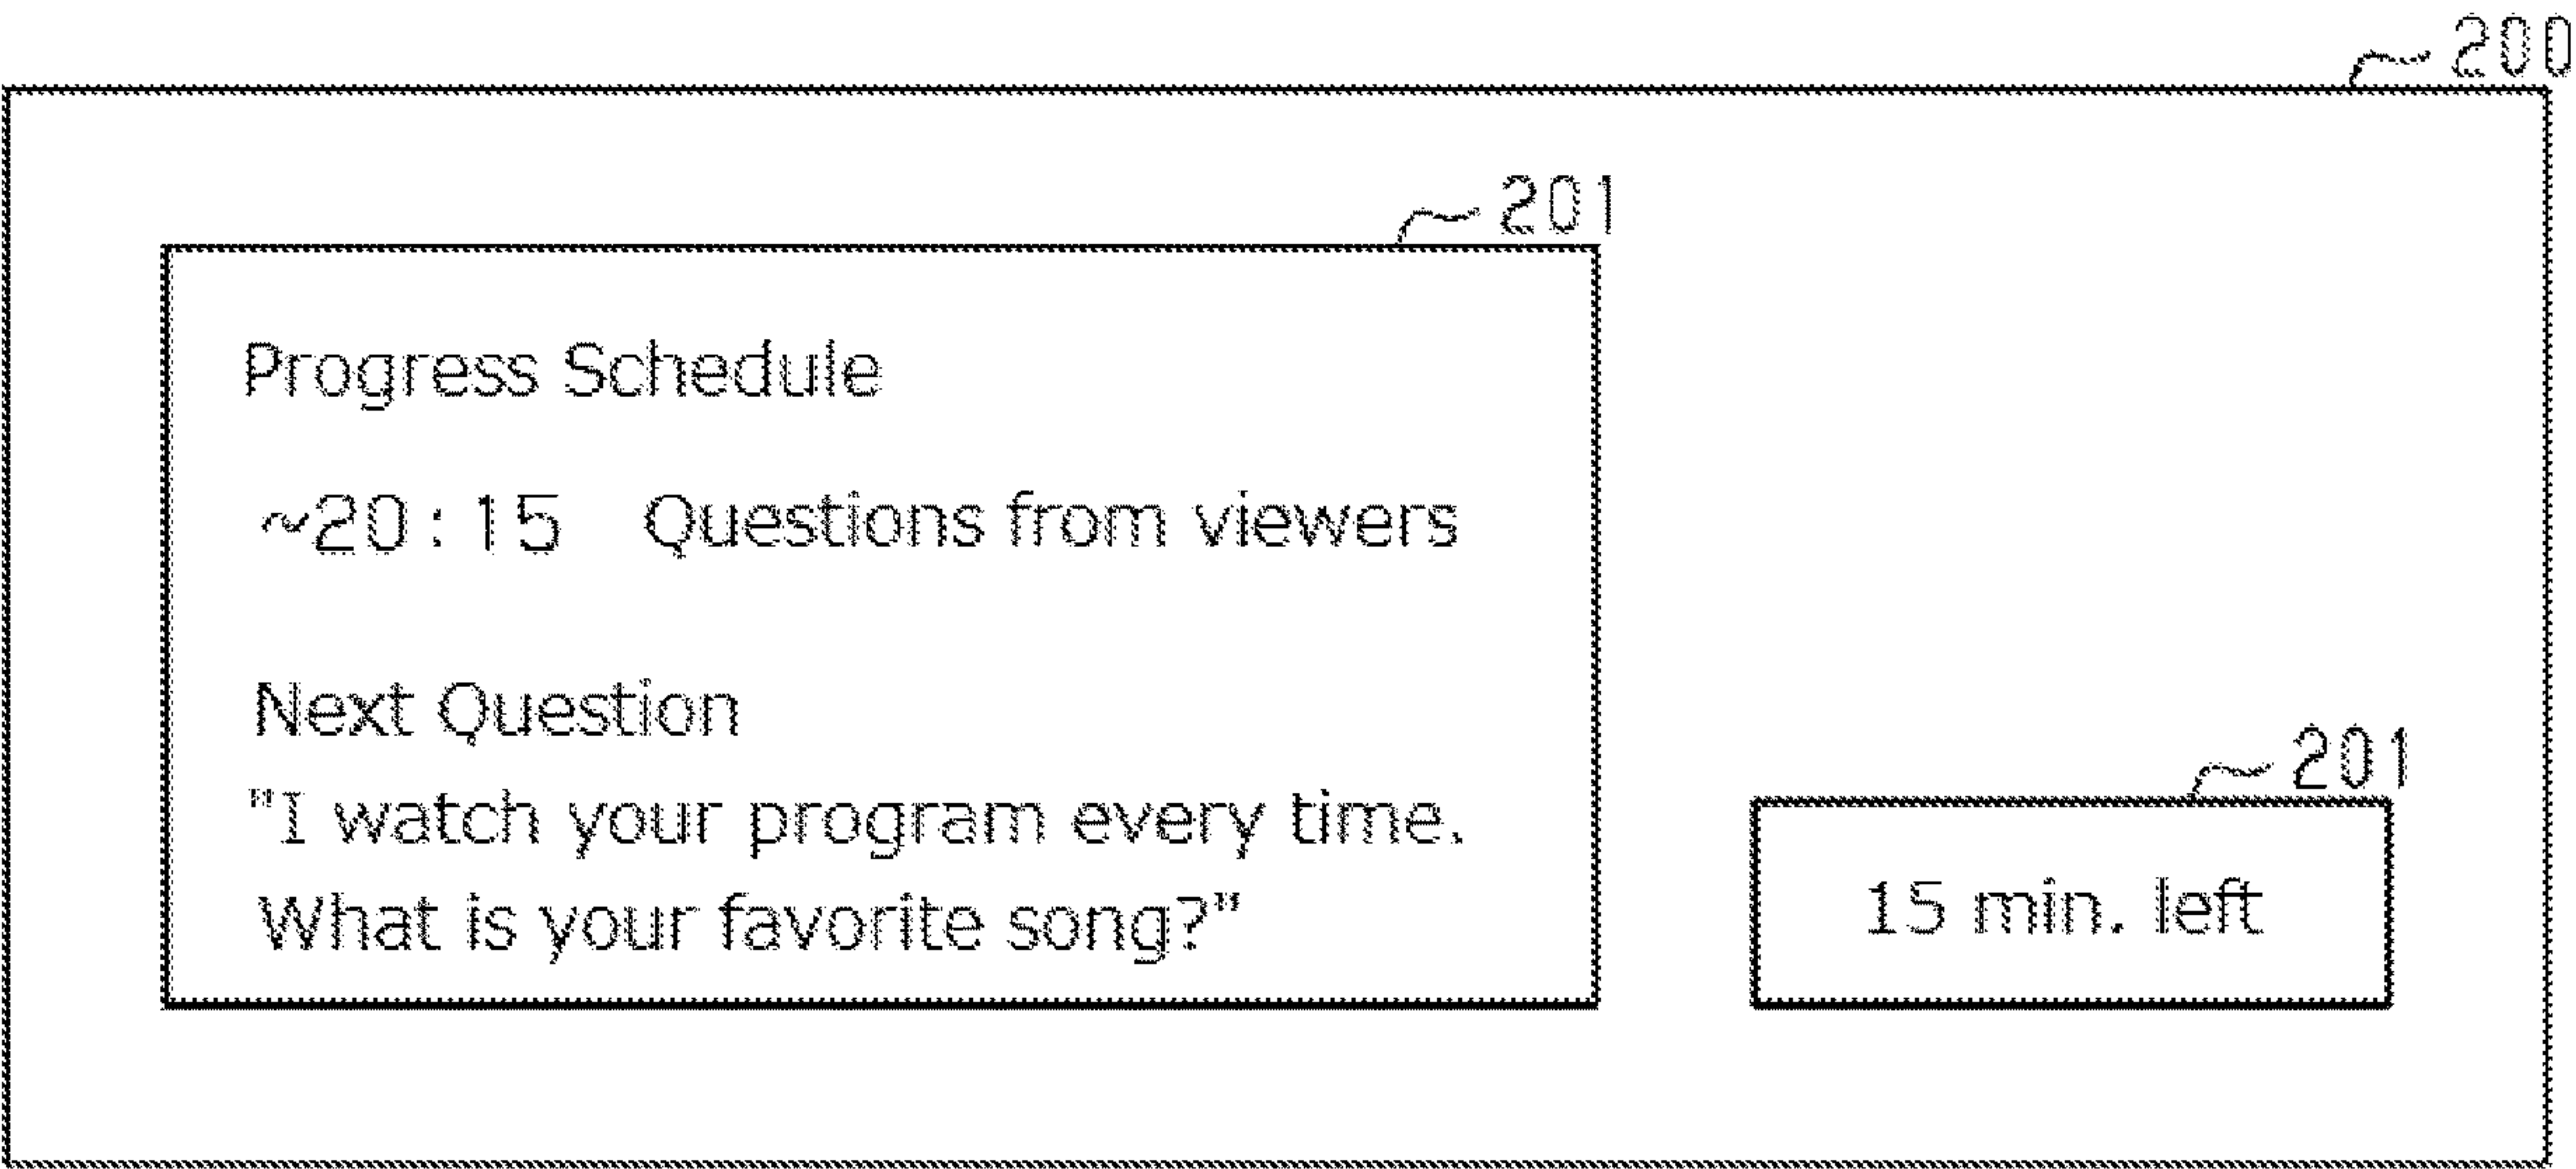 200
201
Progress Schedule
~20:15 Questions from viewers
Next Question
"I watch your program every time.
What is your favorite song?"
201
15 min. left